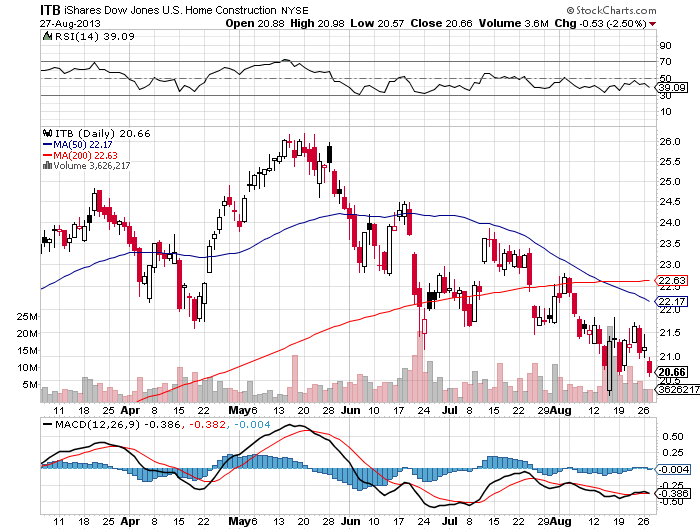 ITB iShares Dow Jones U.S. Home Construction NYSE © StockCharts.com
27-Aug-2013 Open 20.88 High 20.98 Low 20.57 Close 20.66 Volume 3.6M Chg -0.53 (-2.50%)
RSI(14) 39.09
90
70
50
39.09
30
10
ITB (Daily) 20.66
MA(50) 22.17
MA(200) 22.63
Volume 3,626,217
26.0
25.5
25.0
24.5
24.0
23.5
23.0
22.63
22.5
22.17
22.0
25M
21.5
20M
15M
21.0
10M
20.66
20.5
5M
3626217
11 18 25 Apr 8 15 22 May 6 13 20 28 Jun 10 17 24 Jul 8 15 22 29 Aug 12 19 26
MACD(12,26,9) -0.386, -0.382, -0.004
0.50
0.25
-0.004
-0.25
-0.386
-0.50
11 18 25 Apr 8 15 22 May 6 13 20 28 Jun 10 17 24 Jul 8 15 22 29 Aug 12 19 26